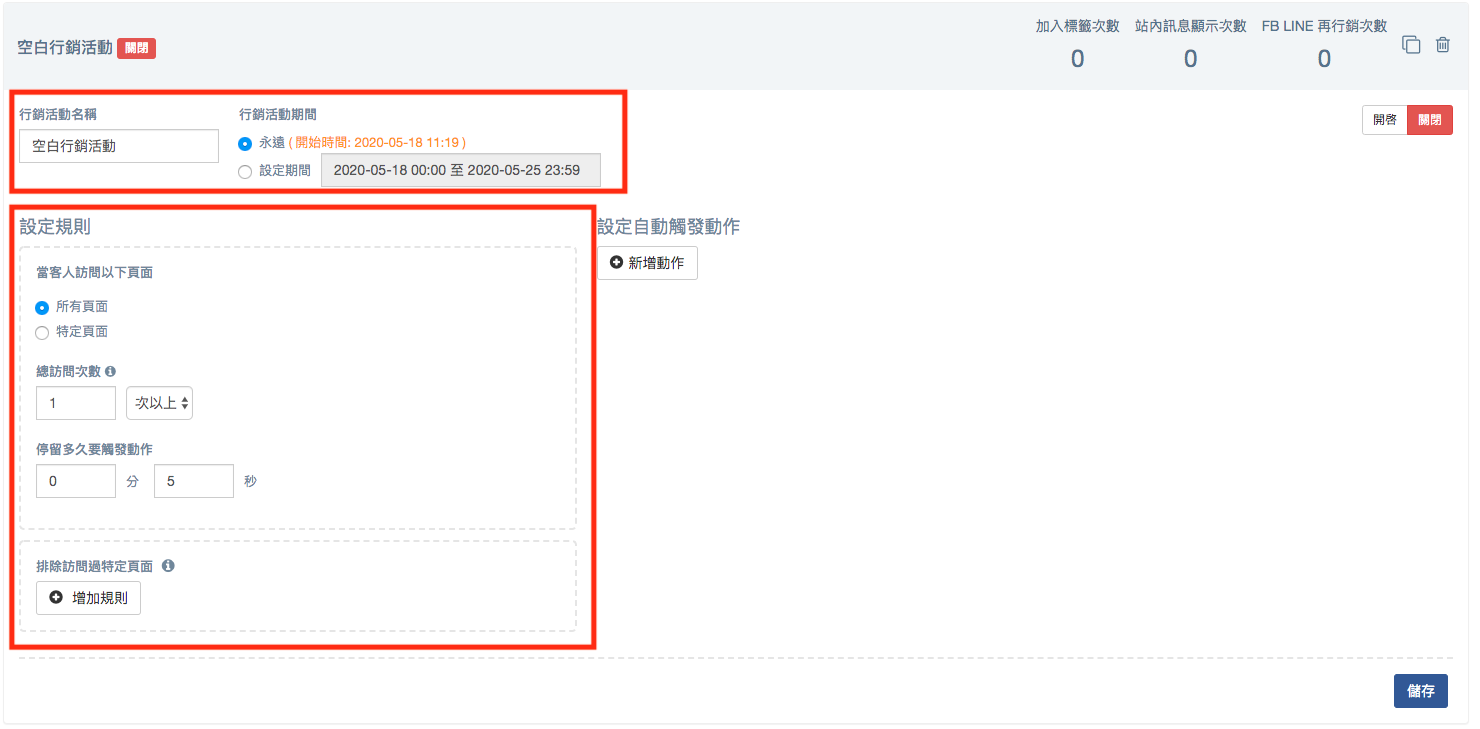 空白行銷活動 關閉
加入標籤次數 站內訊息顯示次數 FB LINE 再行銷次數
0 0 0
行銷活動名稱 行銷活動期間
空白行銷活動
永遠 ( 開始時間: 2020-05-18 11:19 )
設定期間 2020-05-18 00:00 至 2020-05-25 23:59
開啓 關閉
設定規則
當客人訪問以下頁面
所有頁面
特定頁面
總訪問次數
1 次以上
停留多久要觸發動作
0 分 5 秒
排除訪問過特定頁面
增加規則
設定自動觸發動作
新增動作
儲存